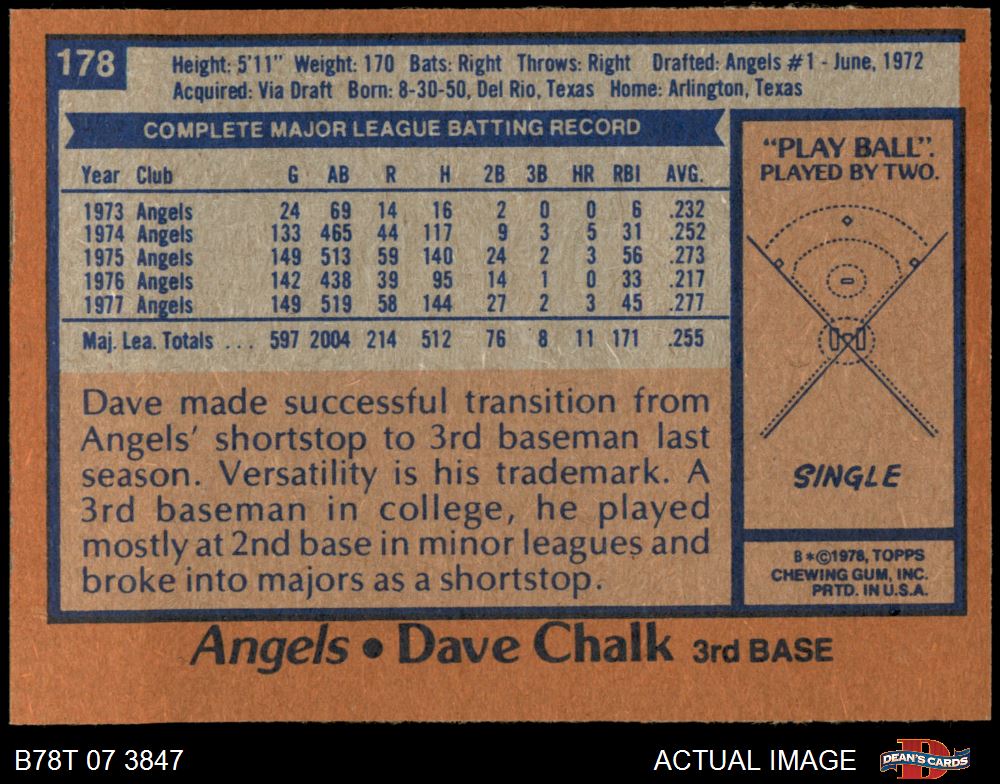 178
Height: 5'11" Weight: 170 Bats: Right Throws: Right Drafted: Angels #1 - June, 1972
Acquired: Via Draft Born: 8-30-50, Del Rio, Texas Home: Arlington, Texas
COMPLETE MAJOR LEAGUE BATTING RECORD
Year Club G AB R H 2B 3B HR RBI AVG.
1973 Angels 24 69 14 16 2 0 0 6 .232
1974 Angels 133 465 44 117 9 3 5 31 .252
1975 Angels 149 513 59 140 24 2 3 56 .273
1976 Angels 142 438 39 95 14 1 0 33 .217
1977 Angels 149 519 58 144 27 2 3 45 .277
Maj. Lea. Totals ... 597 2004 214 512 76 8 11 171 .255
Dave made successful transition from
Angels' shortstop to 3rd baseman last
season. Versatility is his trademark. A
3rd baseman in college, he played
mostly at 2nd base in minor leagues and
broke into majors as a shortstop.
"PLAY BALL".
PLAYED BY TWO.
SINGLE
B*©1978, TOPPS
CHEWING GUM, INC.
PRTD. IN U.S.A.
Angels • Dave Chalk 3rd BASE
B78T 07 3847
ACTUAL IMAGE
D
DEAN'S CARDS